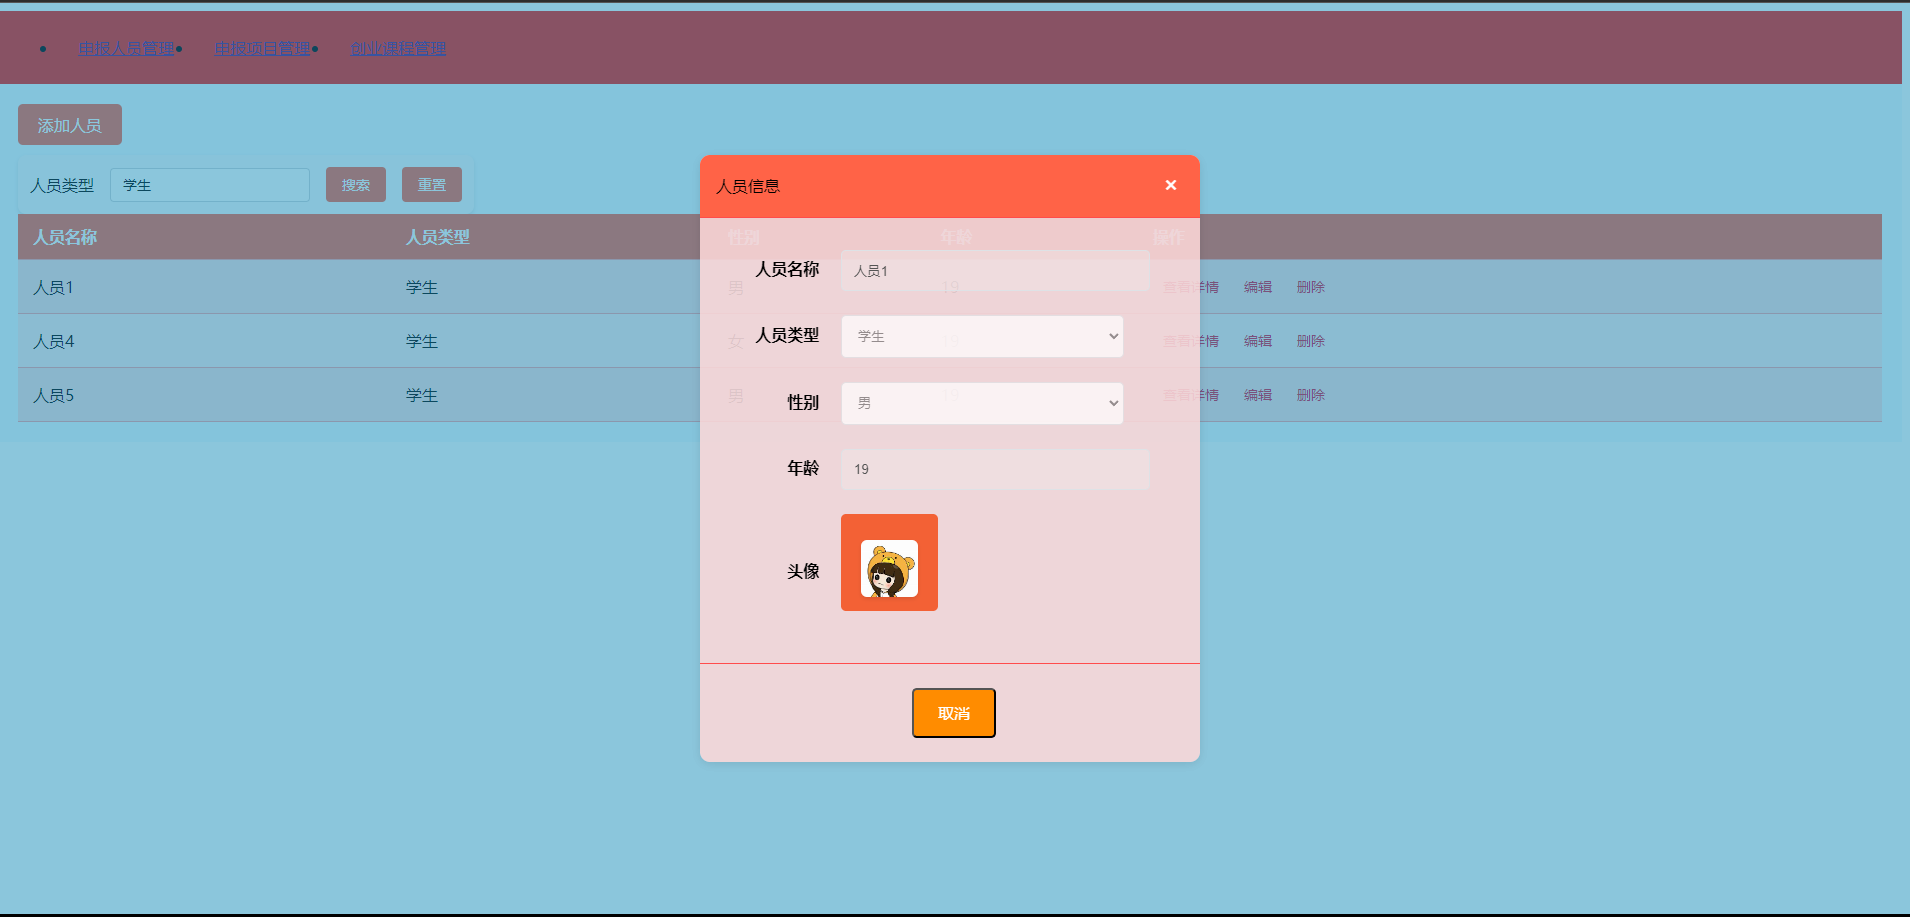 申报人员管理 申报项目管理 创业课程管理
添加人员
人员类型 学生 搜索 重置
人员名称 人员类型 性别 年龄 操作
人员1 学生 男 19 查看详情 编辑 删除
人员4 学生 女 查看详情 编辑 删除
人员5 学生 男 查看详情 编辑 删除
人员信息 ×
人员名称 人员1
人员类型 学生
性别 男
年龄 19
头像
取消